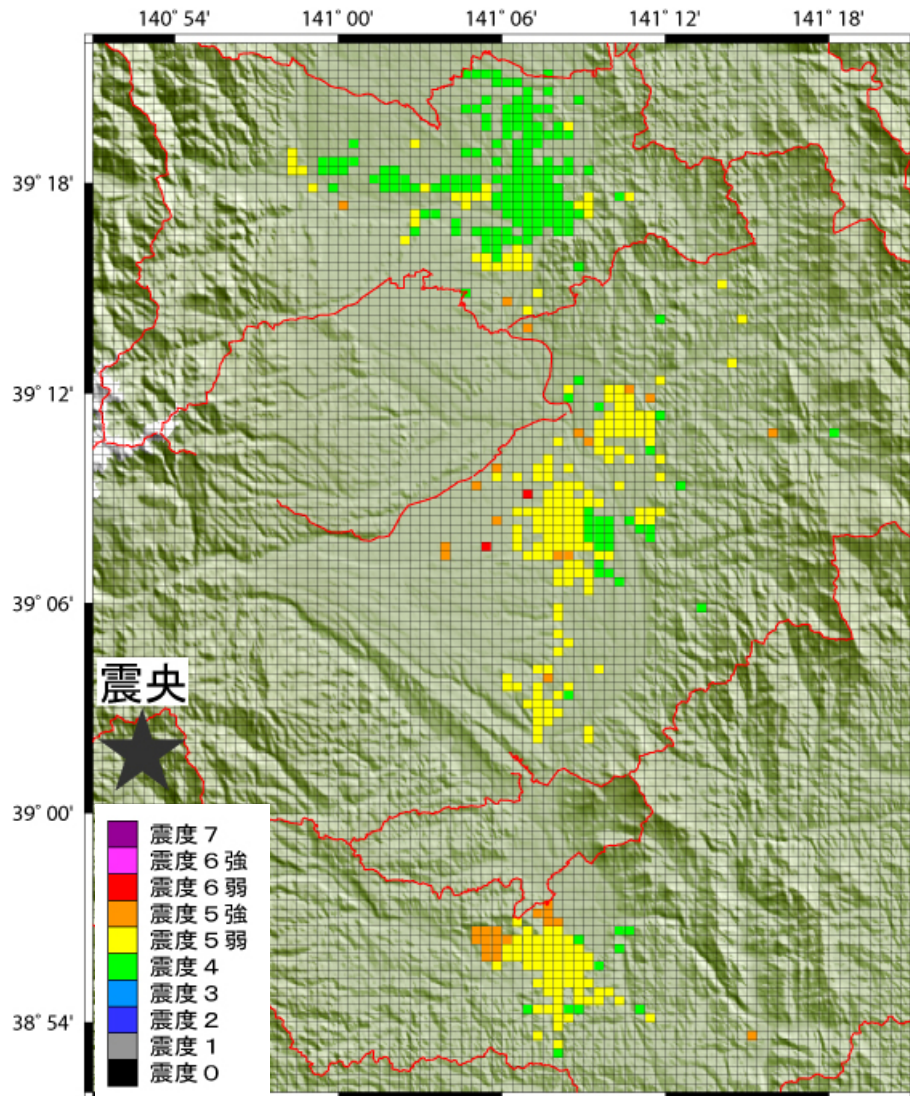 140° 54'
141° 00'
141° 06'
141° 12'
141° 18'
39° 18'
39° 12'
39° 06'
39° 00'
38° 54'
震央
震度７
震度６強
震度６弱
震度５強
震度５弱
震度４
震度３
震度２
震度１
震度０